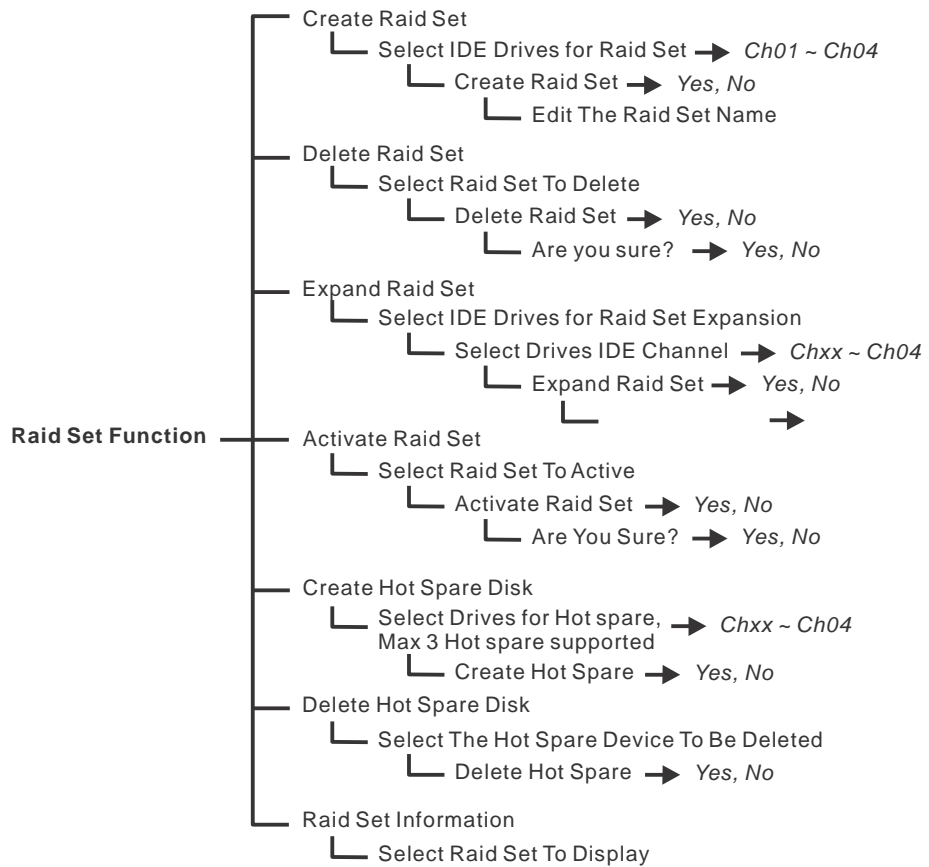 Create Raid Set
Select IDE Drives for Raid Set Ch01 ~ Ch04
Create Raid Set Yes, No
Edit The Raid Set Name
Delete Raid Set
Select Raid Set To Delete
Delete Raid Set Yes, No
Are you sure? Yes, No
Expand Raid Set
Select IDE Drives for Raid Set Expansion
Select Drives IDE Channel Chxx ~ Ch04
Expand Raid Set Yes, No
Raid Set Function
Activate Raid Set
Select Raid Set To Active
Activate Raid Set Yes, No
Are You Sure? Yes, No
Create Hot Spare Disk
Select Drives for Hot spare,
Max 3 Hot spare supported Chxx ~ Ch04
Create Hot Spare Yes, No
Delete Hot Spare Disk
Select The Hot Spare Device To Be Deleted
Delete Hot Spare Yes, No
Raid Set Information
Select Raid Set To Display